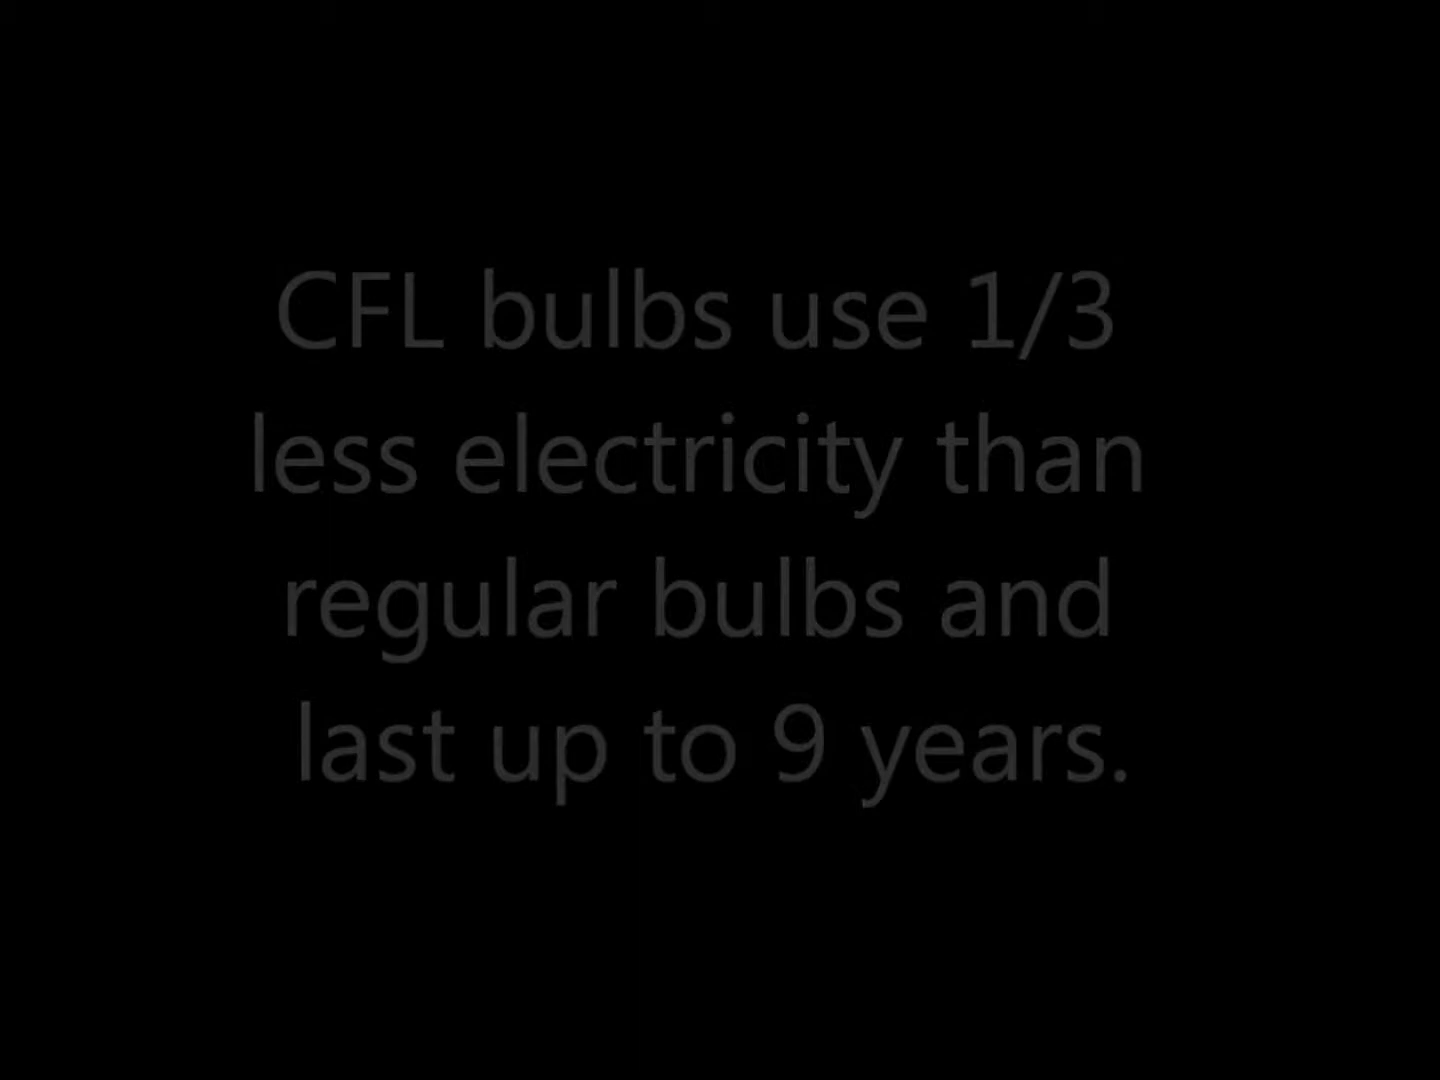 CFL bulbs use 1/3
less electricity than
regular bulbs and
last up to 9 years.